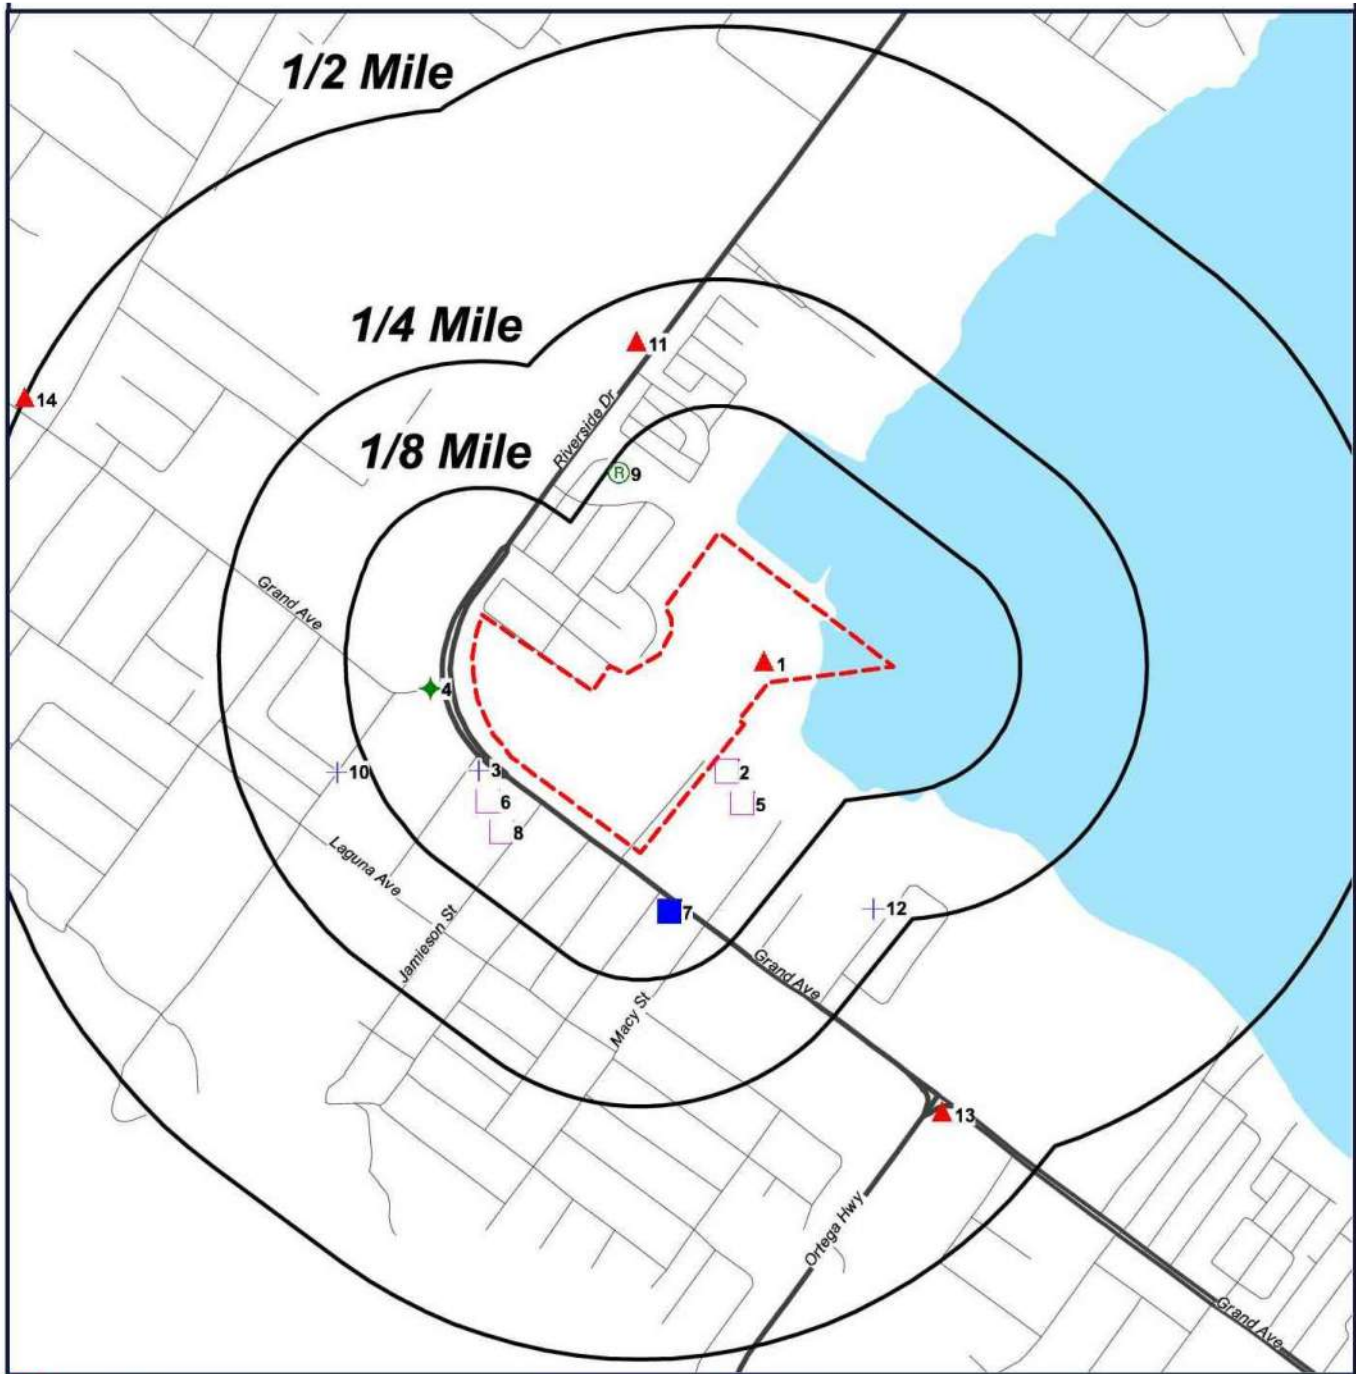 1/2 Mile
1/4 Mile
11
14
Riverside Dr
1/8 Mile
R 9
Grand Ave
1
4
10
3
2
6
5
8
Laguna Ave
7
12
Jamieson St
Grand Ave
Macy St
13
Ortega Hwy
Grand Ave